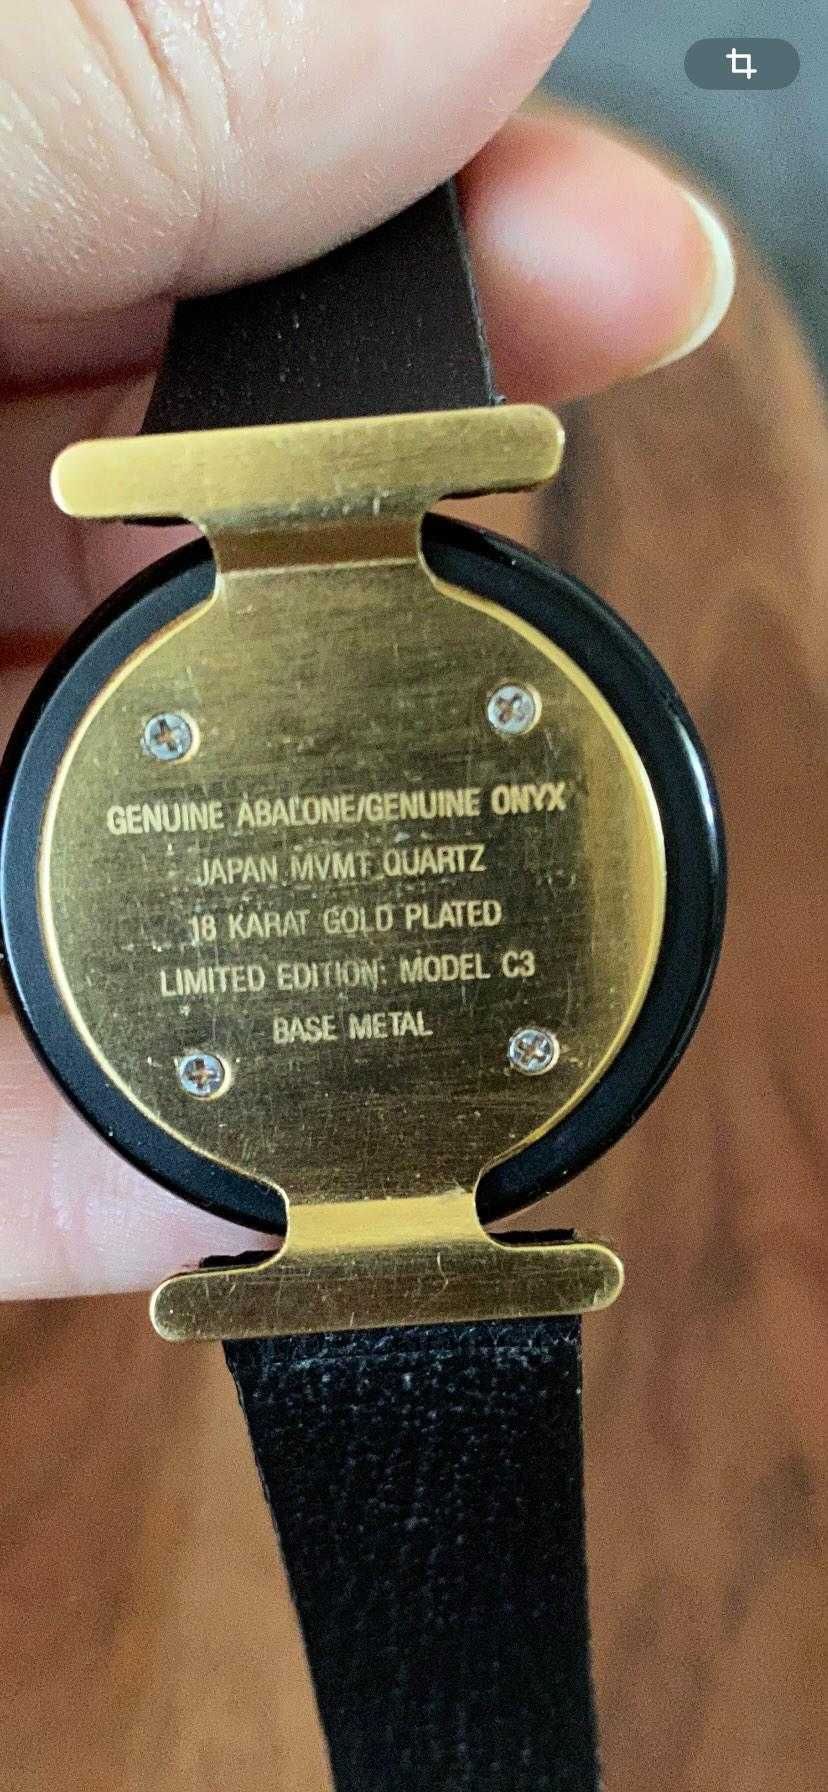 GENUINE ABALONE/GENUINE ONYX
JAPAN MVMT QUARTZ
18 KARAT GOLD PLATED
LIMITED EDITION: MODEL C3
BASE METAL